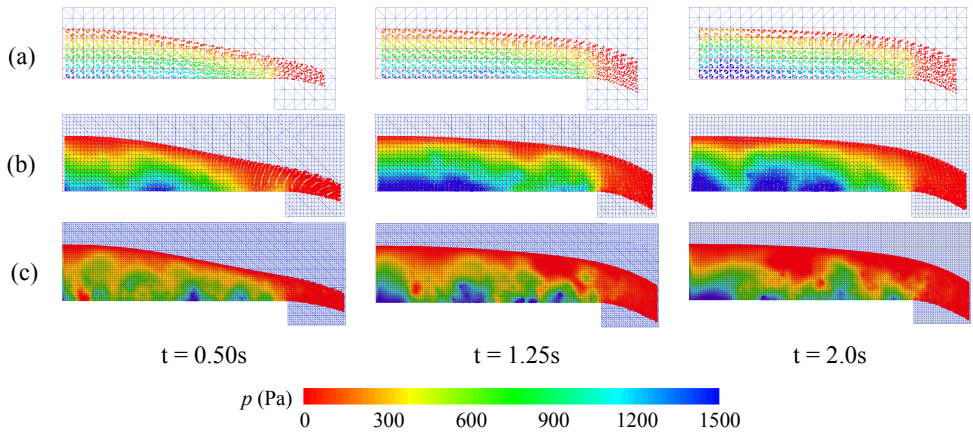 (a)
(b)
(c)
t = 0.50s t = 1.25s t = 2.0s
p (Pa)
0 300 600 900 1200 1500